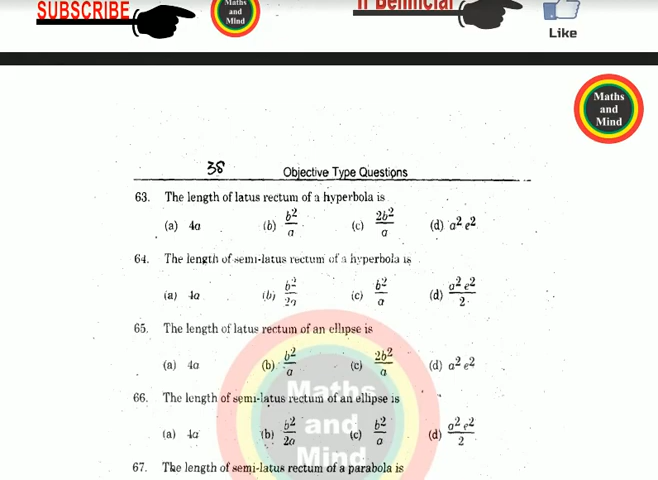 SUBSCRIBE
Maths
and
Mind
If Benificial
Like
Maths
and
Mind
38 Objective Type Questions
63. The length of latus rectum of a hyperbola is
(a) 4a (b) b²/a (c) 2b²/a (d) a² e²
64. The length of semi-latus rectum of a hyperbola is
(a) 4a (b) b²/2a (c) b²/a (d) a² e²/2
65. The length of latus rectum of an ellipse is
(a) 4a (b) b²/a (c) 2b²/a (d) a² e²
66. The length of semi-latus rectum of an ellipse is
(a) 4a (b) b²/2a (c) b²/a (d) a² e²/2
67. The length of semi-latus rectum of a parabola is
Maths
and
Mind